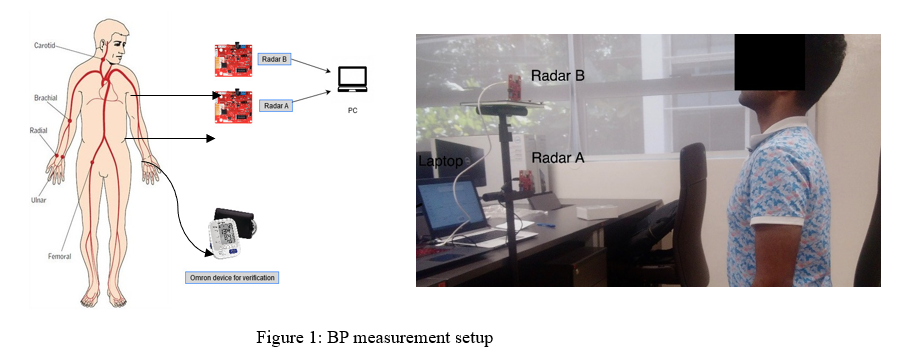 Carotid
Brachial
Radial
Ulnar
Femoral
Radar B
Radar A
PC
Omron device for verification
Radar B
Radar A
Laptop
Figure 1: BP measurement setup